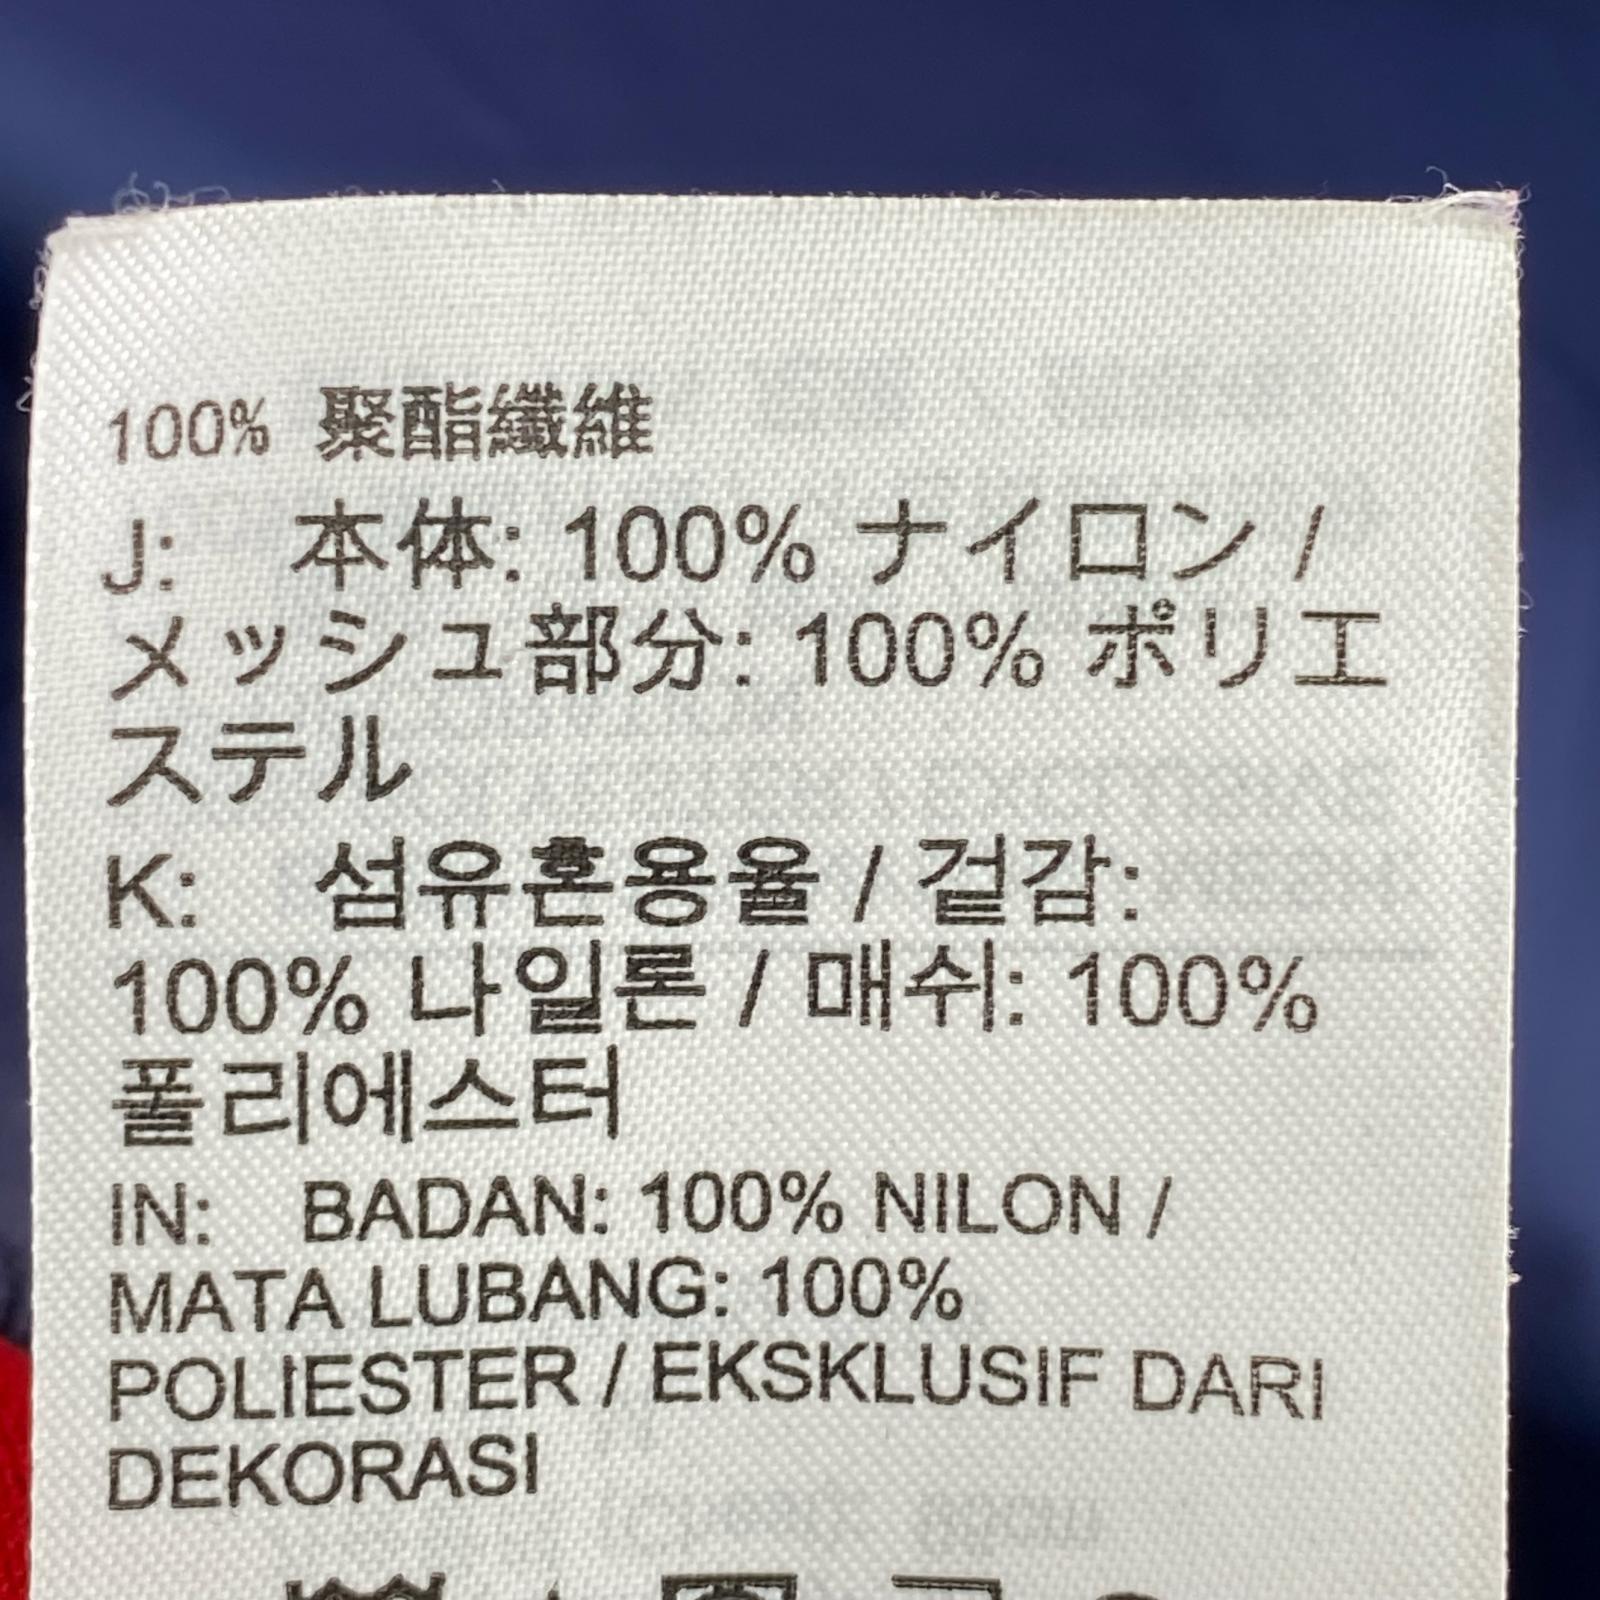 100% 聚酯纖維
J: 本体: 100% ナイロン /
メッシュ部分: 100% ポリエ
ステル
K: 섬유혼용율 / 겉감:
100% 나일론 / 매쉬: 100%
폴리에스터
IN: BADAN: 100% NILON /
MATA LUBANG: 100%
POLIESTER / EKSKLUSIF DARI
DEKORASI